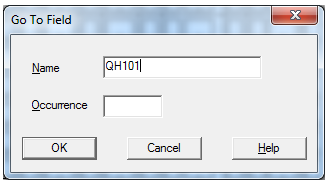 Go To Field
Name QH101
Occurrence
OK Cancel Help